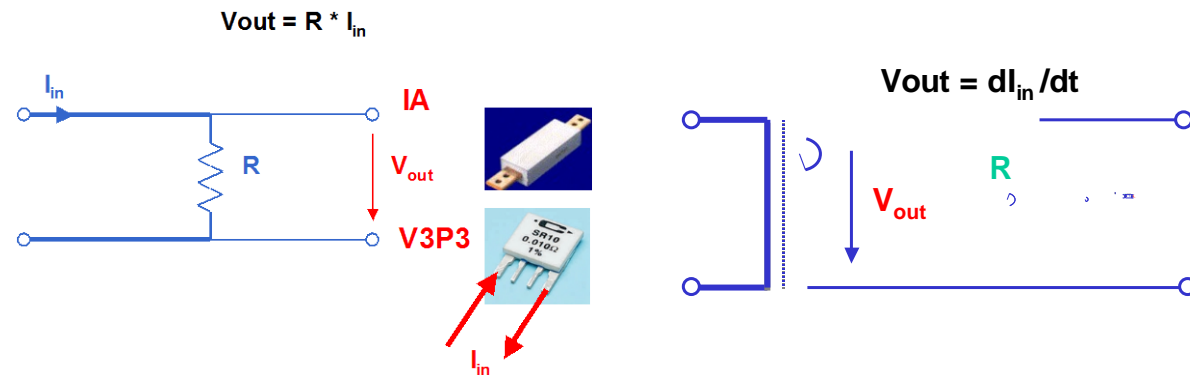 Vout = R * Iin
Iin
IA
R
Vout
V3P3
SR10
0.010Ω
1%
Iin
Vout = dIin /dt
R
Vout